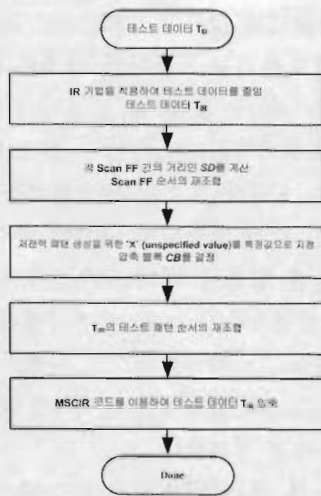 테스트 데이터 T_D
IR 기법을 적용하여 테스트 데이터를 줄임
테스트 데이터 T_IR
각 Scan FF 간의 거리인 SD를 계산
Scan FF 순서의 재조합
저전력 패턴 생성을 위한 'X' (unspecified value)를 특정값으로 지정
압축 블록 CB를 결정
T_IR의 테스트 패턴 순서의 재조합
MSCIR 코드를 이용하여 테스트 데이터 T_IR 압축
Done